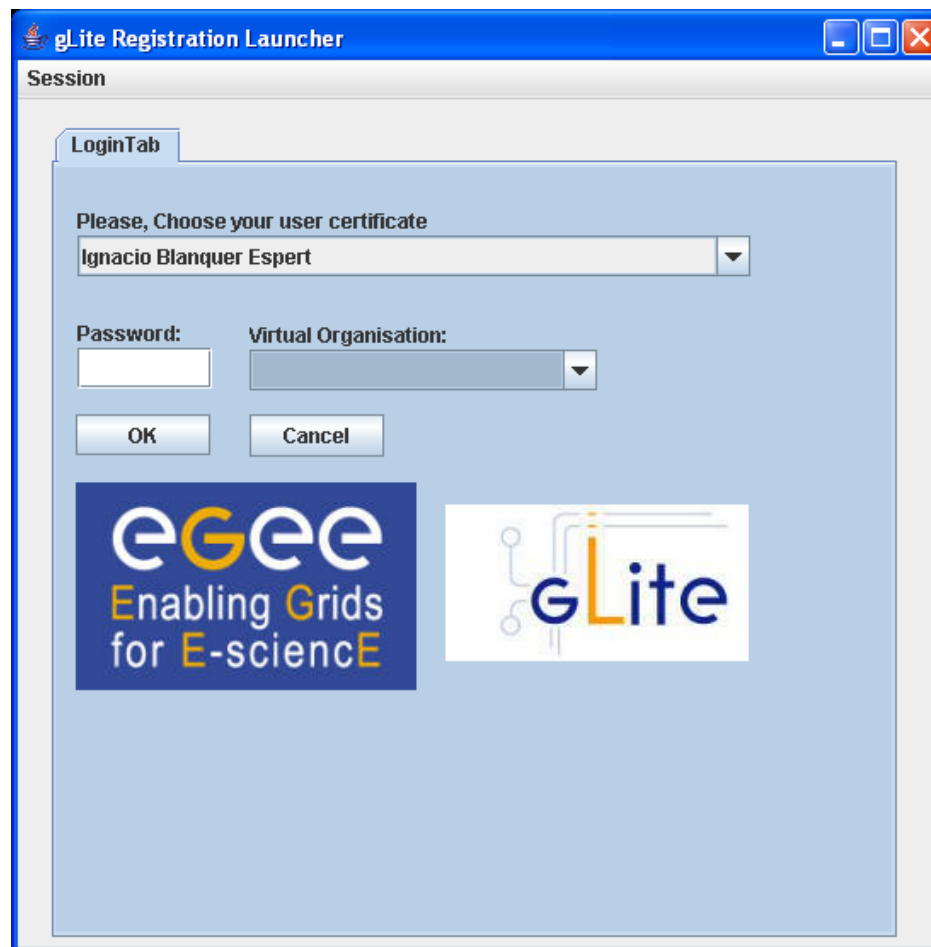 gLite Registration Launcher
Session
LoginTab
Please, Choose your user certificate
Ignacio Blanquer Espert
Password: Virtual Organisation:
OK Cancel
eGee
Enabling Grids
for E-sciencE
gLite